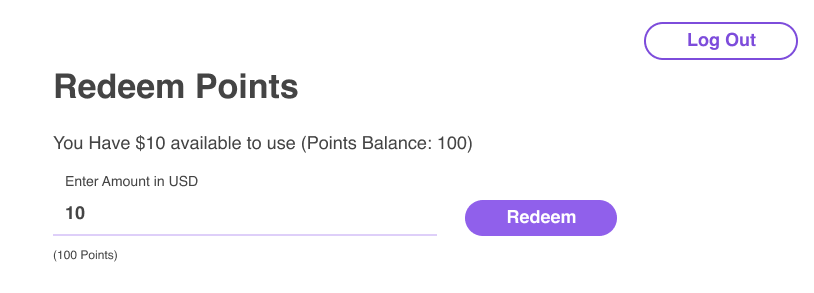 Log Out
Redeem Points
You Have $10 available to use (Points Balance: 100)
Enter Amount in USD
10
Redeem
(100 Points)